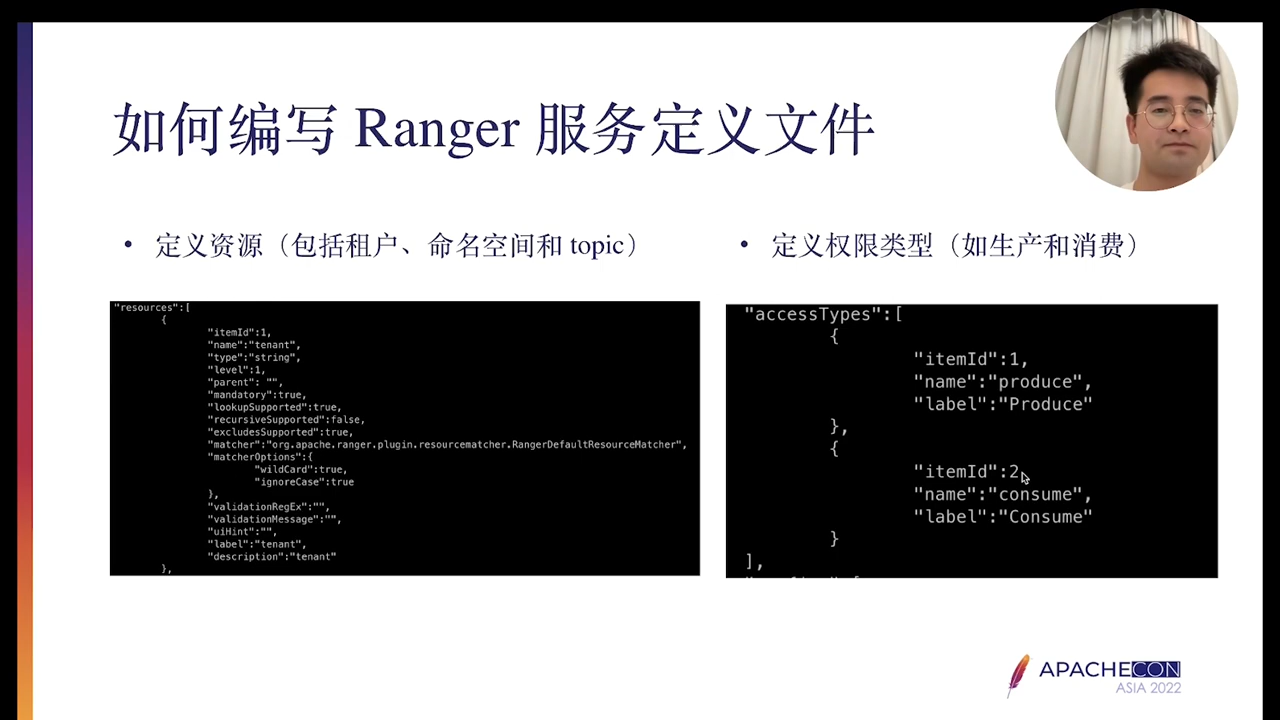 如何编写 Ranger 服务定义文件
• 定义资源（包括租户、命名空间和 topic）
"resources":[
{
"itemId":1,
"name":"tenant",
"type":"string",
"level":1,
"parent": "",
"mandatory":true,
"lookupSupported":true,
"recursiveSupported":false,
"excludesSupported":true,
"matcher":"org.apache.ranger.plugin.resourcematcher.RangerDefaultResourceMatcher",
"matcherOptions":{
"wildCard":true,
"ignoreCase":true
},
"validationRegEx":"",
"validationMessage":"",
"uiHint":"",
"label":"tenant",
"description":"tenant"
},
• 定义权限类型（如生产和消费）
"accessTypes":[
{
"itemId":1,
"name":"produce",
"label":"Produce"
},
{
"itemId":2
"name":"consume",
"label":"Consume"
}
],
APACHECON
ASIA 2022